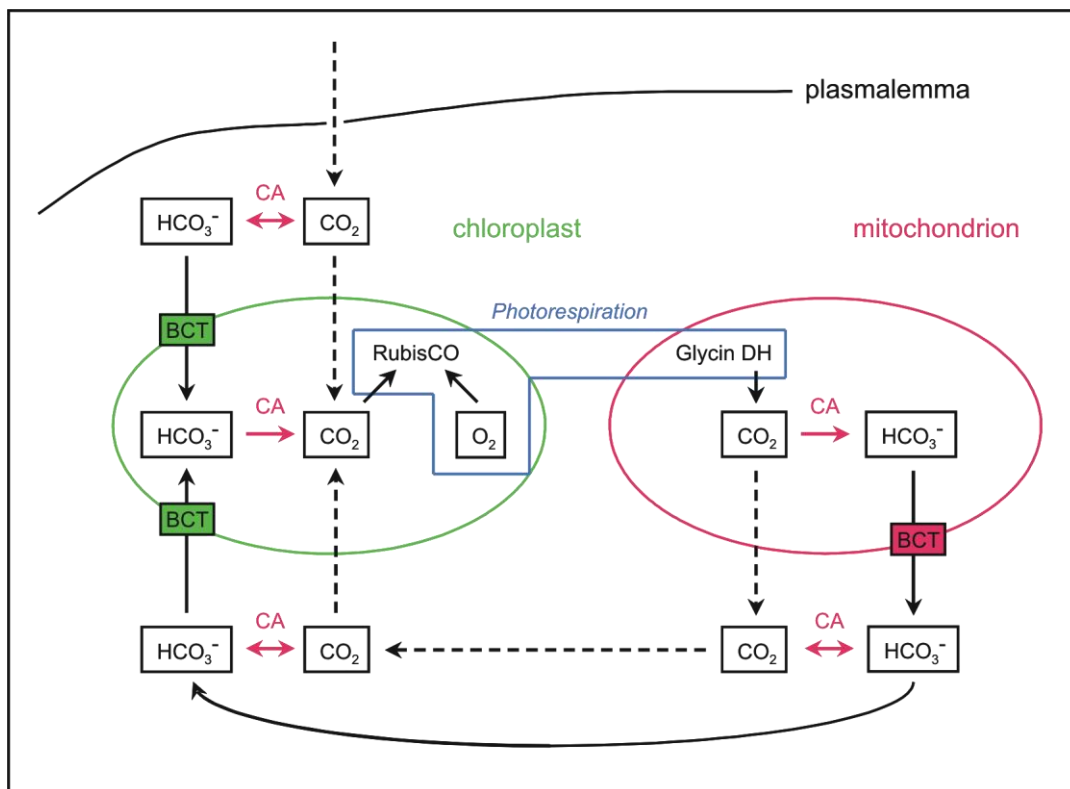 plasmalemma
CA
HCO₃⁻
CO₂
chloroplast
mitochondrion
Photorespiration
BCT
RubisCO
Glycin DH
CA
CA
HCO₃⁻
CO₂
O₂
CO₂
HCO₃⁻
BCT
BCT
CA
CA
HCO₃⁻
CO₂
CO₂
HCO₃⁻